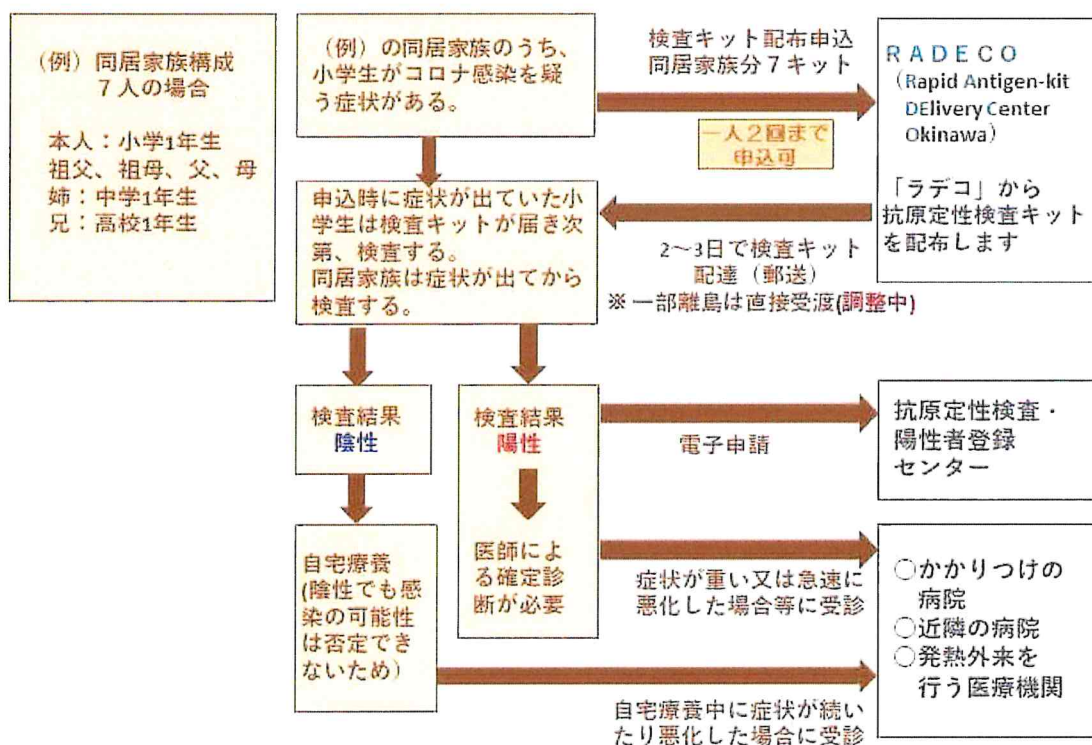 （例）同居家族構成
７人の場合
本人：小学1年生
祖父、祖母、父、母
姉：中学1年生
兄：高校1年生
（例）の同居家族のうち、
小学生がコロナ感染を疑
う症状がある。
検査キット配布申込
同居家族分７キット
一人２回まで
申込可
ＲＡＤＥＣＯ
（Rapid Antigen-kit
DElivery Center
Okinawa）
「ラデコ」から
抗原定性検査キット
を配布します
申込時に症状が出ていた小
学生は検査キットが届き次
第、検査する。
同居家族は症状が出てから
検査する。
2～3日で検査キット
配達（郵送）
※一部離島は直接受渡(調整中)
検査結果
陰性
検査結果
陽性
電子申請
抗原定性検査・
陽性者登録
センター
自宅療養
(陰性でも感
染の可能性
は否定でき
ないため）
医師によ
る確定診
断が必要
症状が重い又は急速に
悪化した場合等に受診
○かかりつけの
病院
○近隣の病院
○発熱外来を
行う医療機関
自宅療養中に症状が続い
たり悪化した場合に受診